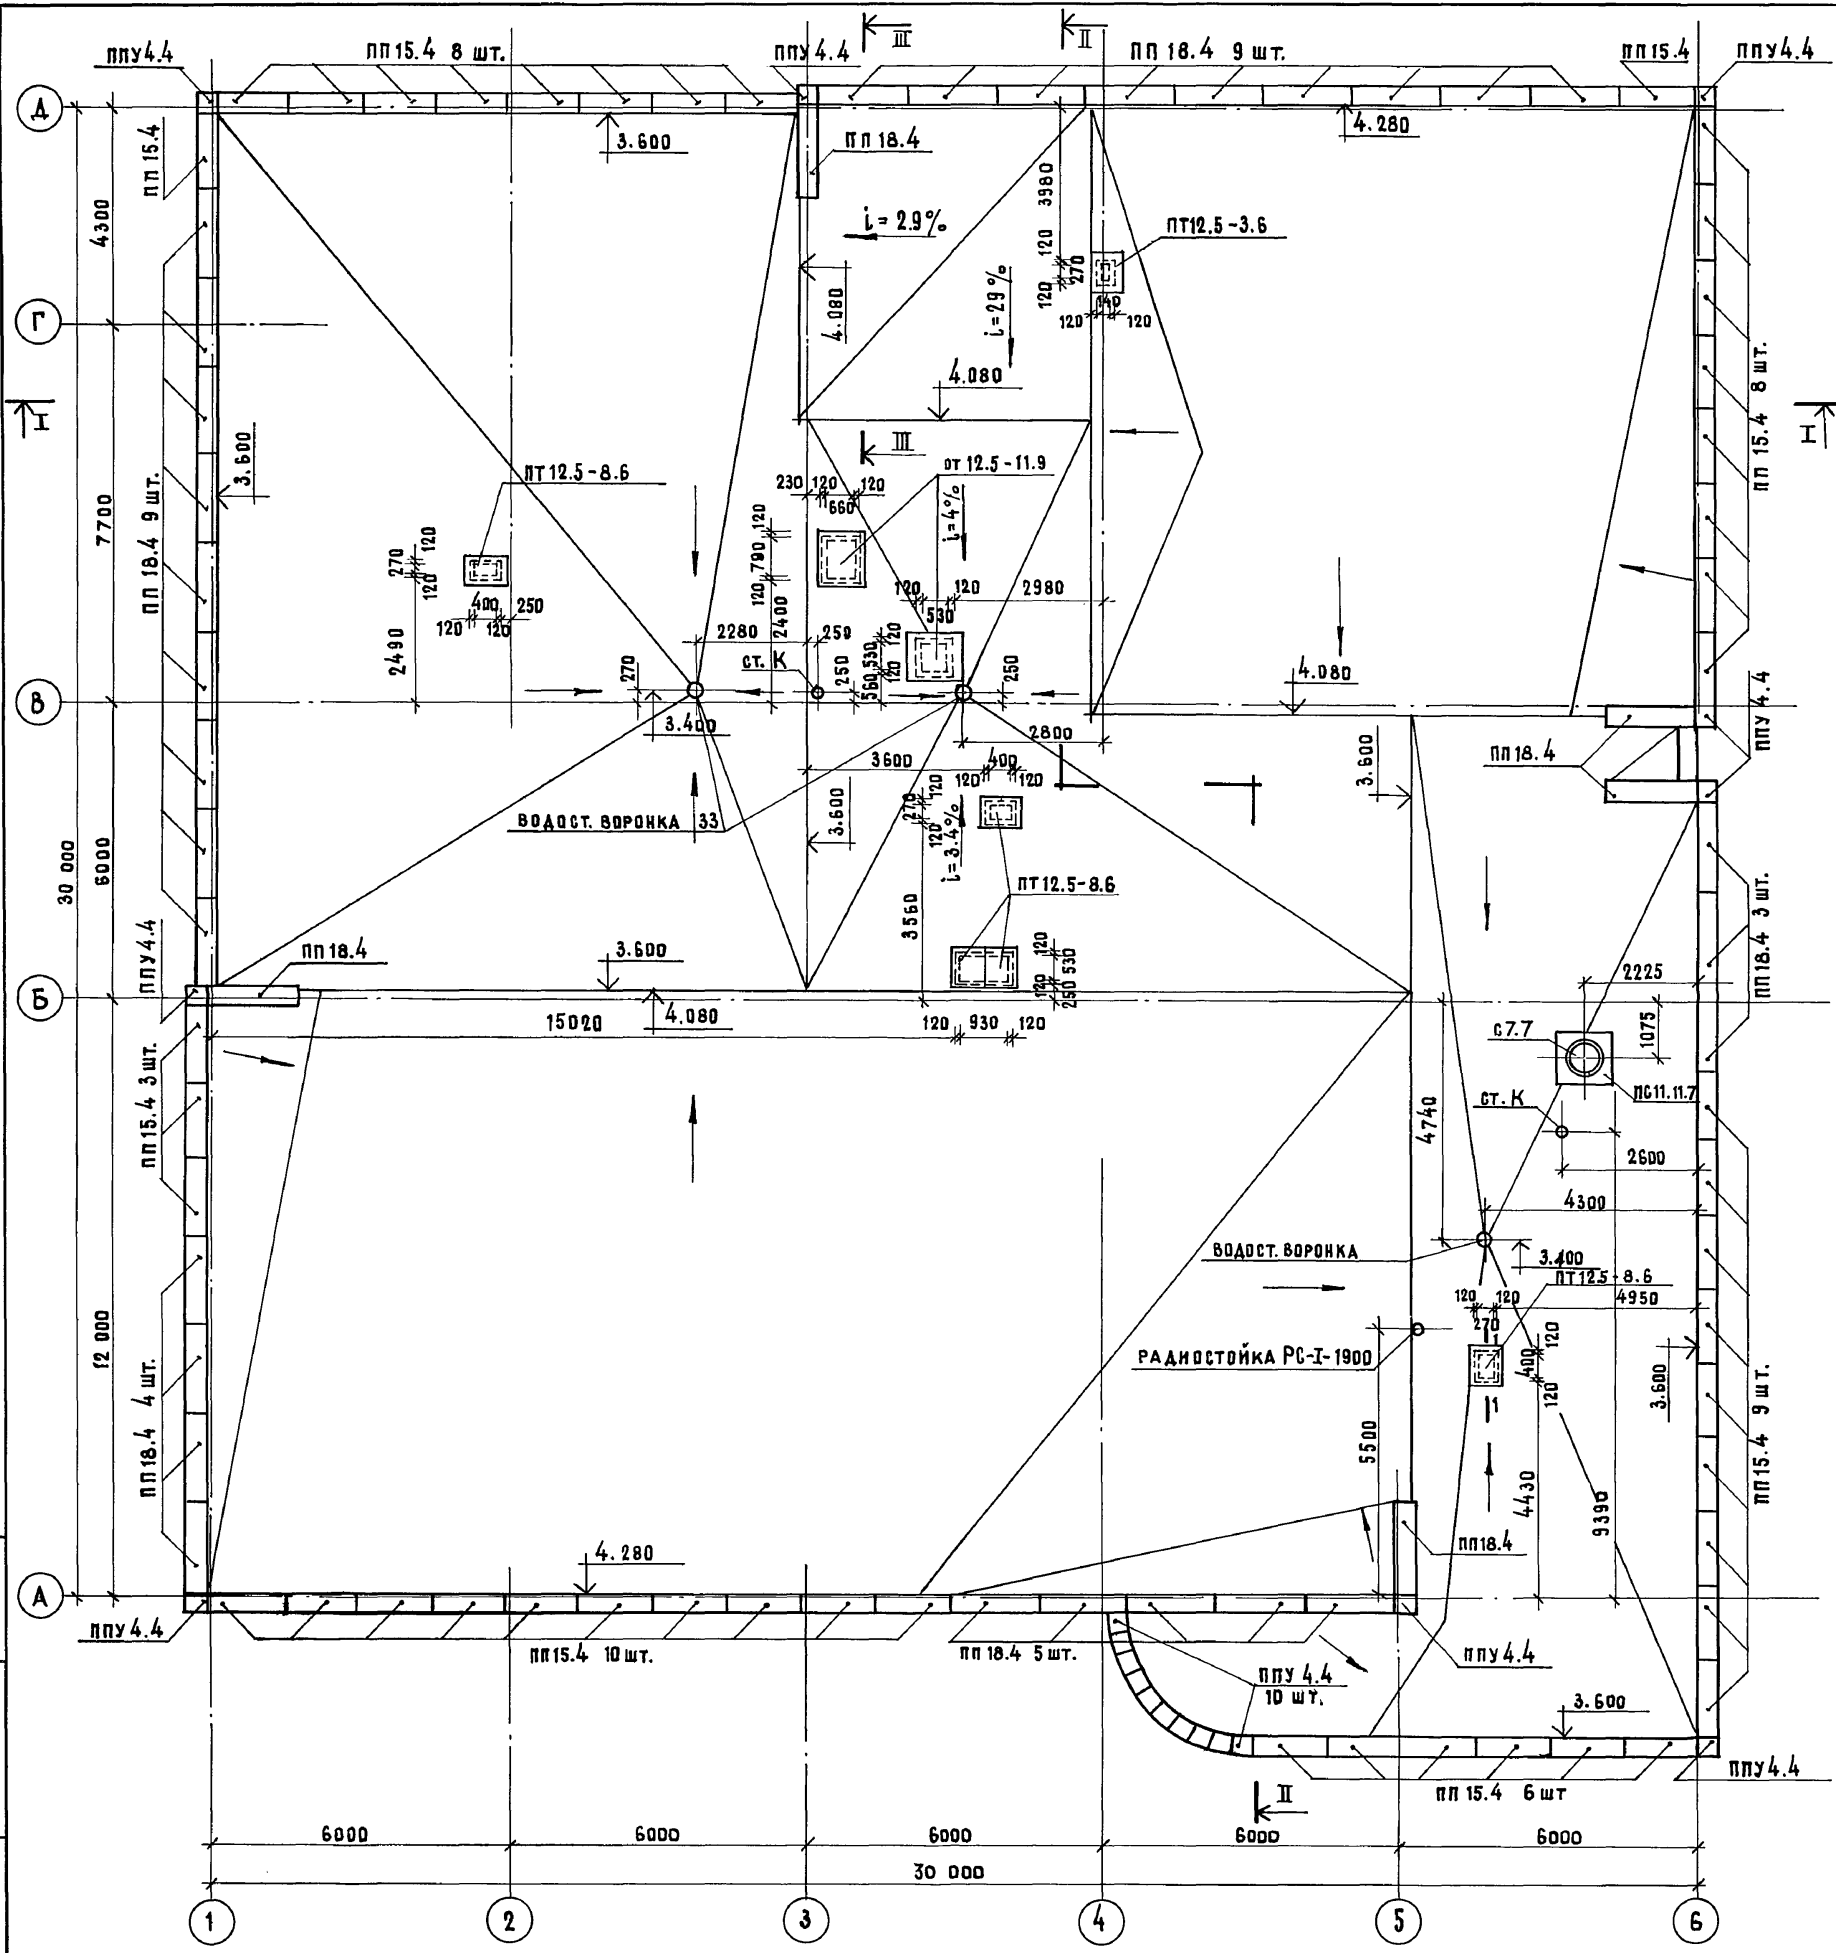 ППУ4.4
ПП15.4 8 шт.
ППУ4.4
III
II
ПП 18.4 9 шт.
ПП15.4
ППУ4.4
Д
ПП 15.4
3.600
ПП 18.4
4.280
4300
3980
120
270
120
ПТ12.5-3.6
140
120
120
i=2.9%
4.080
i=29%
Г
4.080
ПП 15.4 8 шт.
I
I
3.600
III
ПТ12.5-8.6
от 12.5-11.9
230
120
120
660
i=4%
ПП 18.4 9 шт.
7700
270
120
120
400
250
120
120
2490
120
790
120
2400
120
120
2980
530
2280
250
ст. К
270
250
120
530
120
560
250
В
3.400
4.080
ППУ 4.4
2800
3600
400
120
120
3.600
ПП18.4
ВОДОСТ. ВОРОНКА
33
3.600
270
120
120
i=3.4%
6000
30 000
ПТ12.5-8.6
3560
ПП18.4 3 шт.
ППУ4.4
ПП18.4
3.600
120
530
120
250
2225
Б
15020
4.080
120
930
120
1075
с7.7
ПС11.11.7
ПП15.4 3шт.
4740
ст. К
2600
4300
ВОДОСТ. ВОРОНКА
3.400
ПТ12.5-8.6
120
120
4950
270
1
120
400
120
1
12 000
РАДИОСТОЙКА РС-I-1900
3.600
ПП18.4 4 шт.
5500
4430
9390
ПП15.4 9 шт.
ПП18.4
4.280
А
ППУ4.4
ПП15.4 10шт.
ПП 18.4 5шт.
ППУ4.4
ППУ 4.4
10 шт.
3.600
ППУ4.4
ПП 15.4 6шт
II
6000
6000
6000
6000
6000
30 000
1
2
3
4
5
6